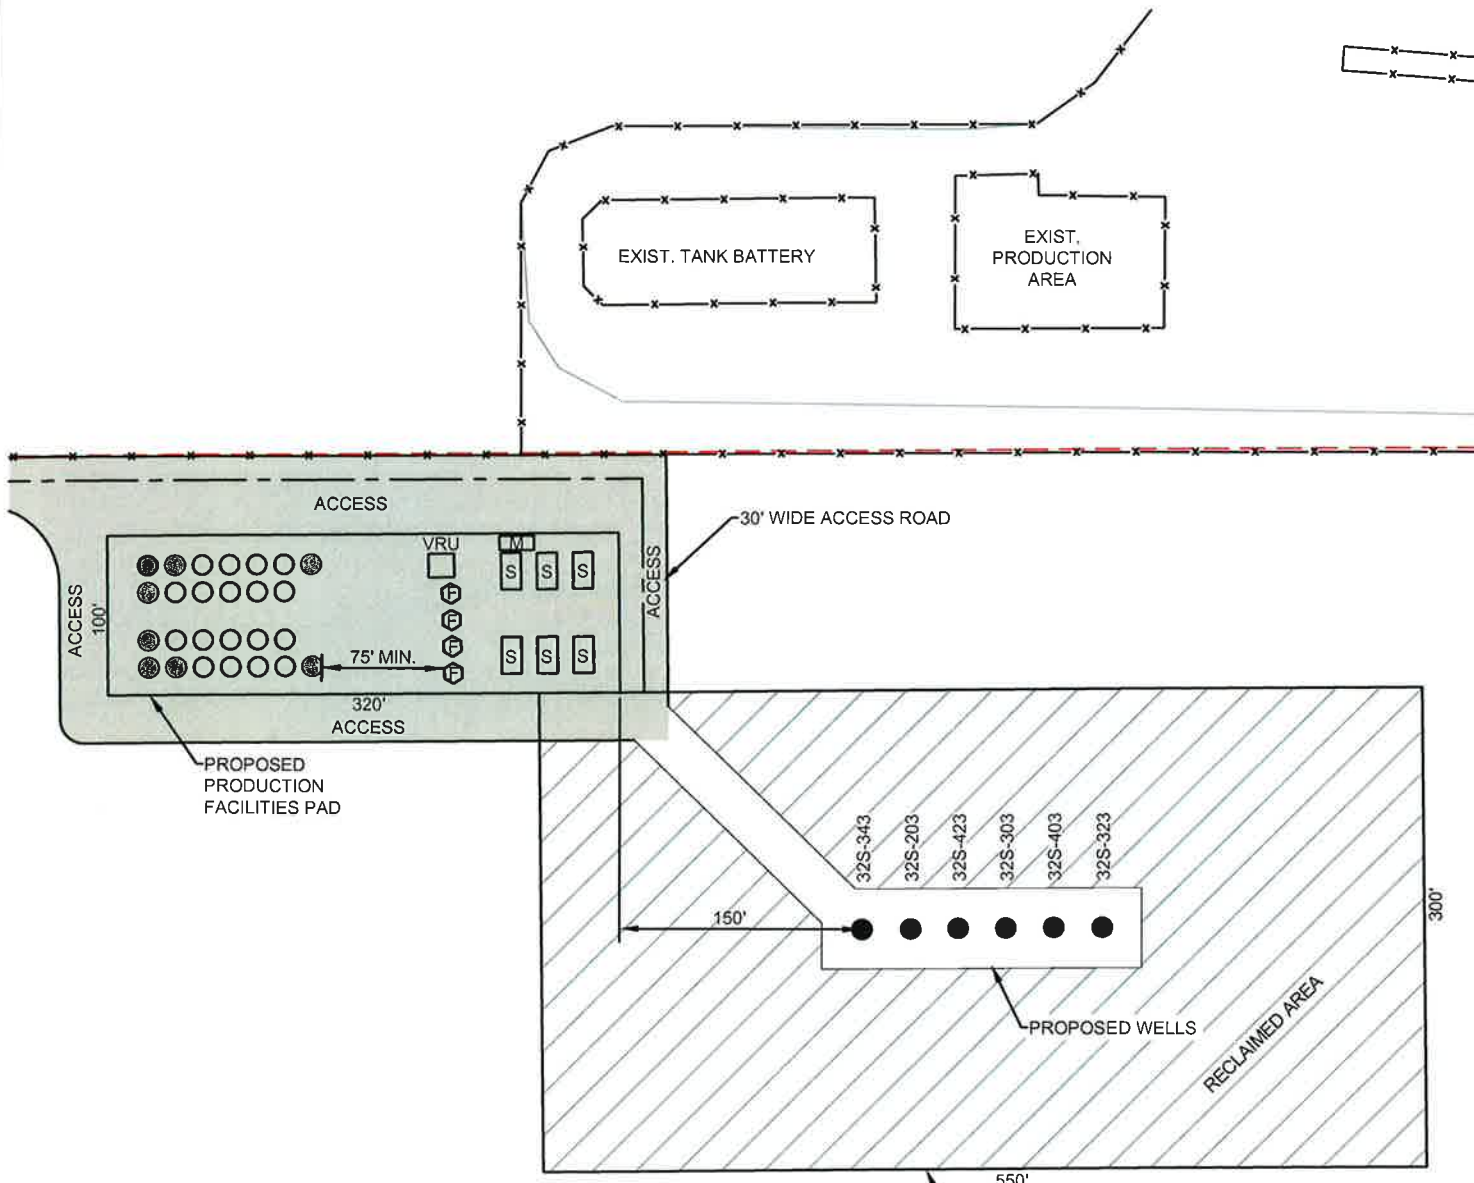 EXIST. TANK BATTERY
EXIST.
PRODUCTION
AREA
ACCESS
30' WIDE ACCESS ROAD
VRU
M
S S S
F
F
F
F
S S S
ACCESS
100'
ACCESS
75' MIN.
320'
ACCESS
PROPOSED
PRODUCTION
FACILITIES PAD
32S-343
32S-203
32S-423
32S-303
32S-403
32S-323
150'
300'
PROPOSED WELLS
RECLAIMED AREA
550'